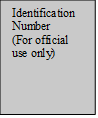 Identification
Number
(For official
use only)